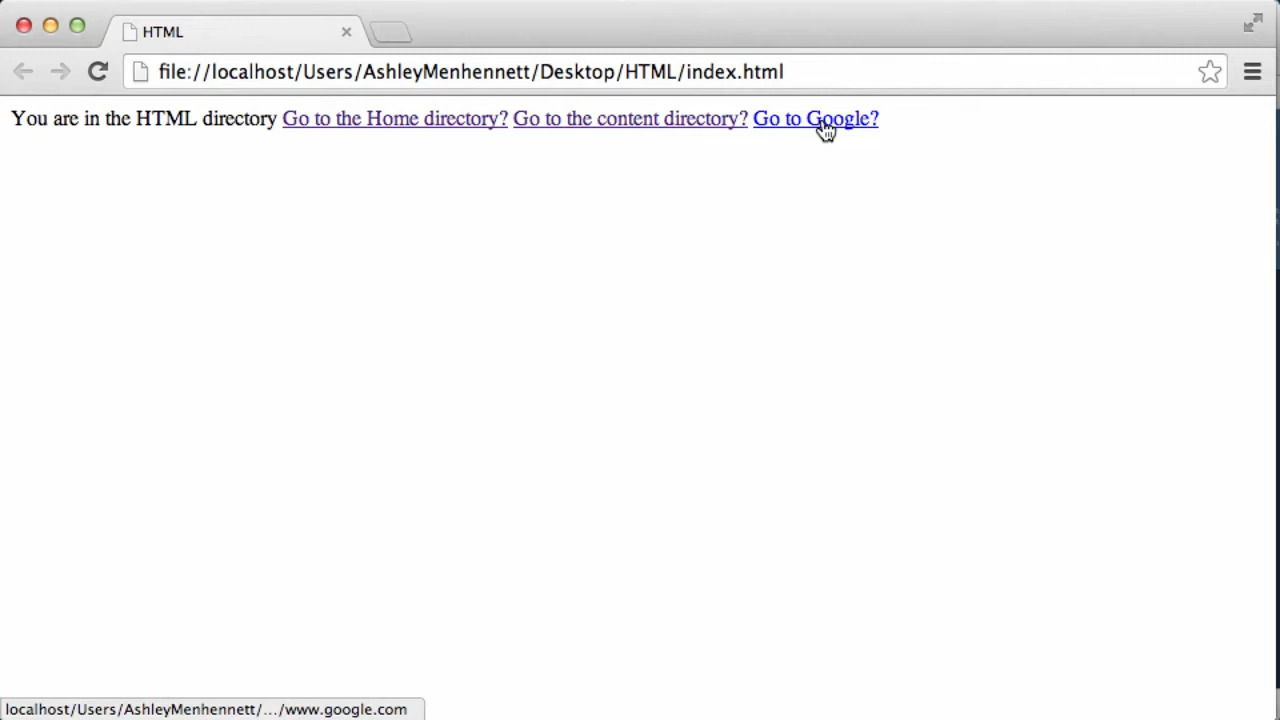 HTML
file://localhost/Users/AshleyMenhennett/Desktop/HTML/index.html
You are in the HTML directory Go to the Home directory? Go to the content directory? Go to Google?
localhost/Users/AshleyMenhennett/.../www.google.com